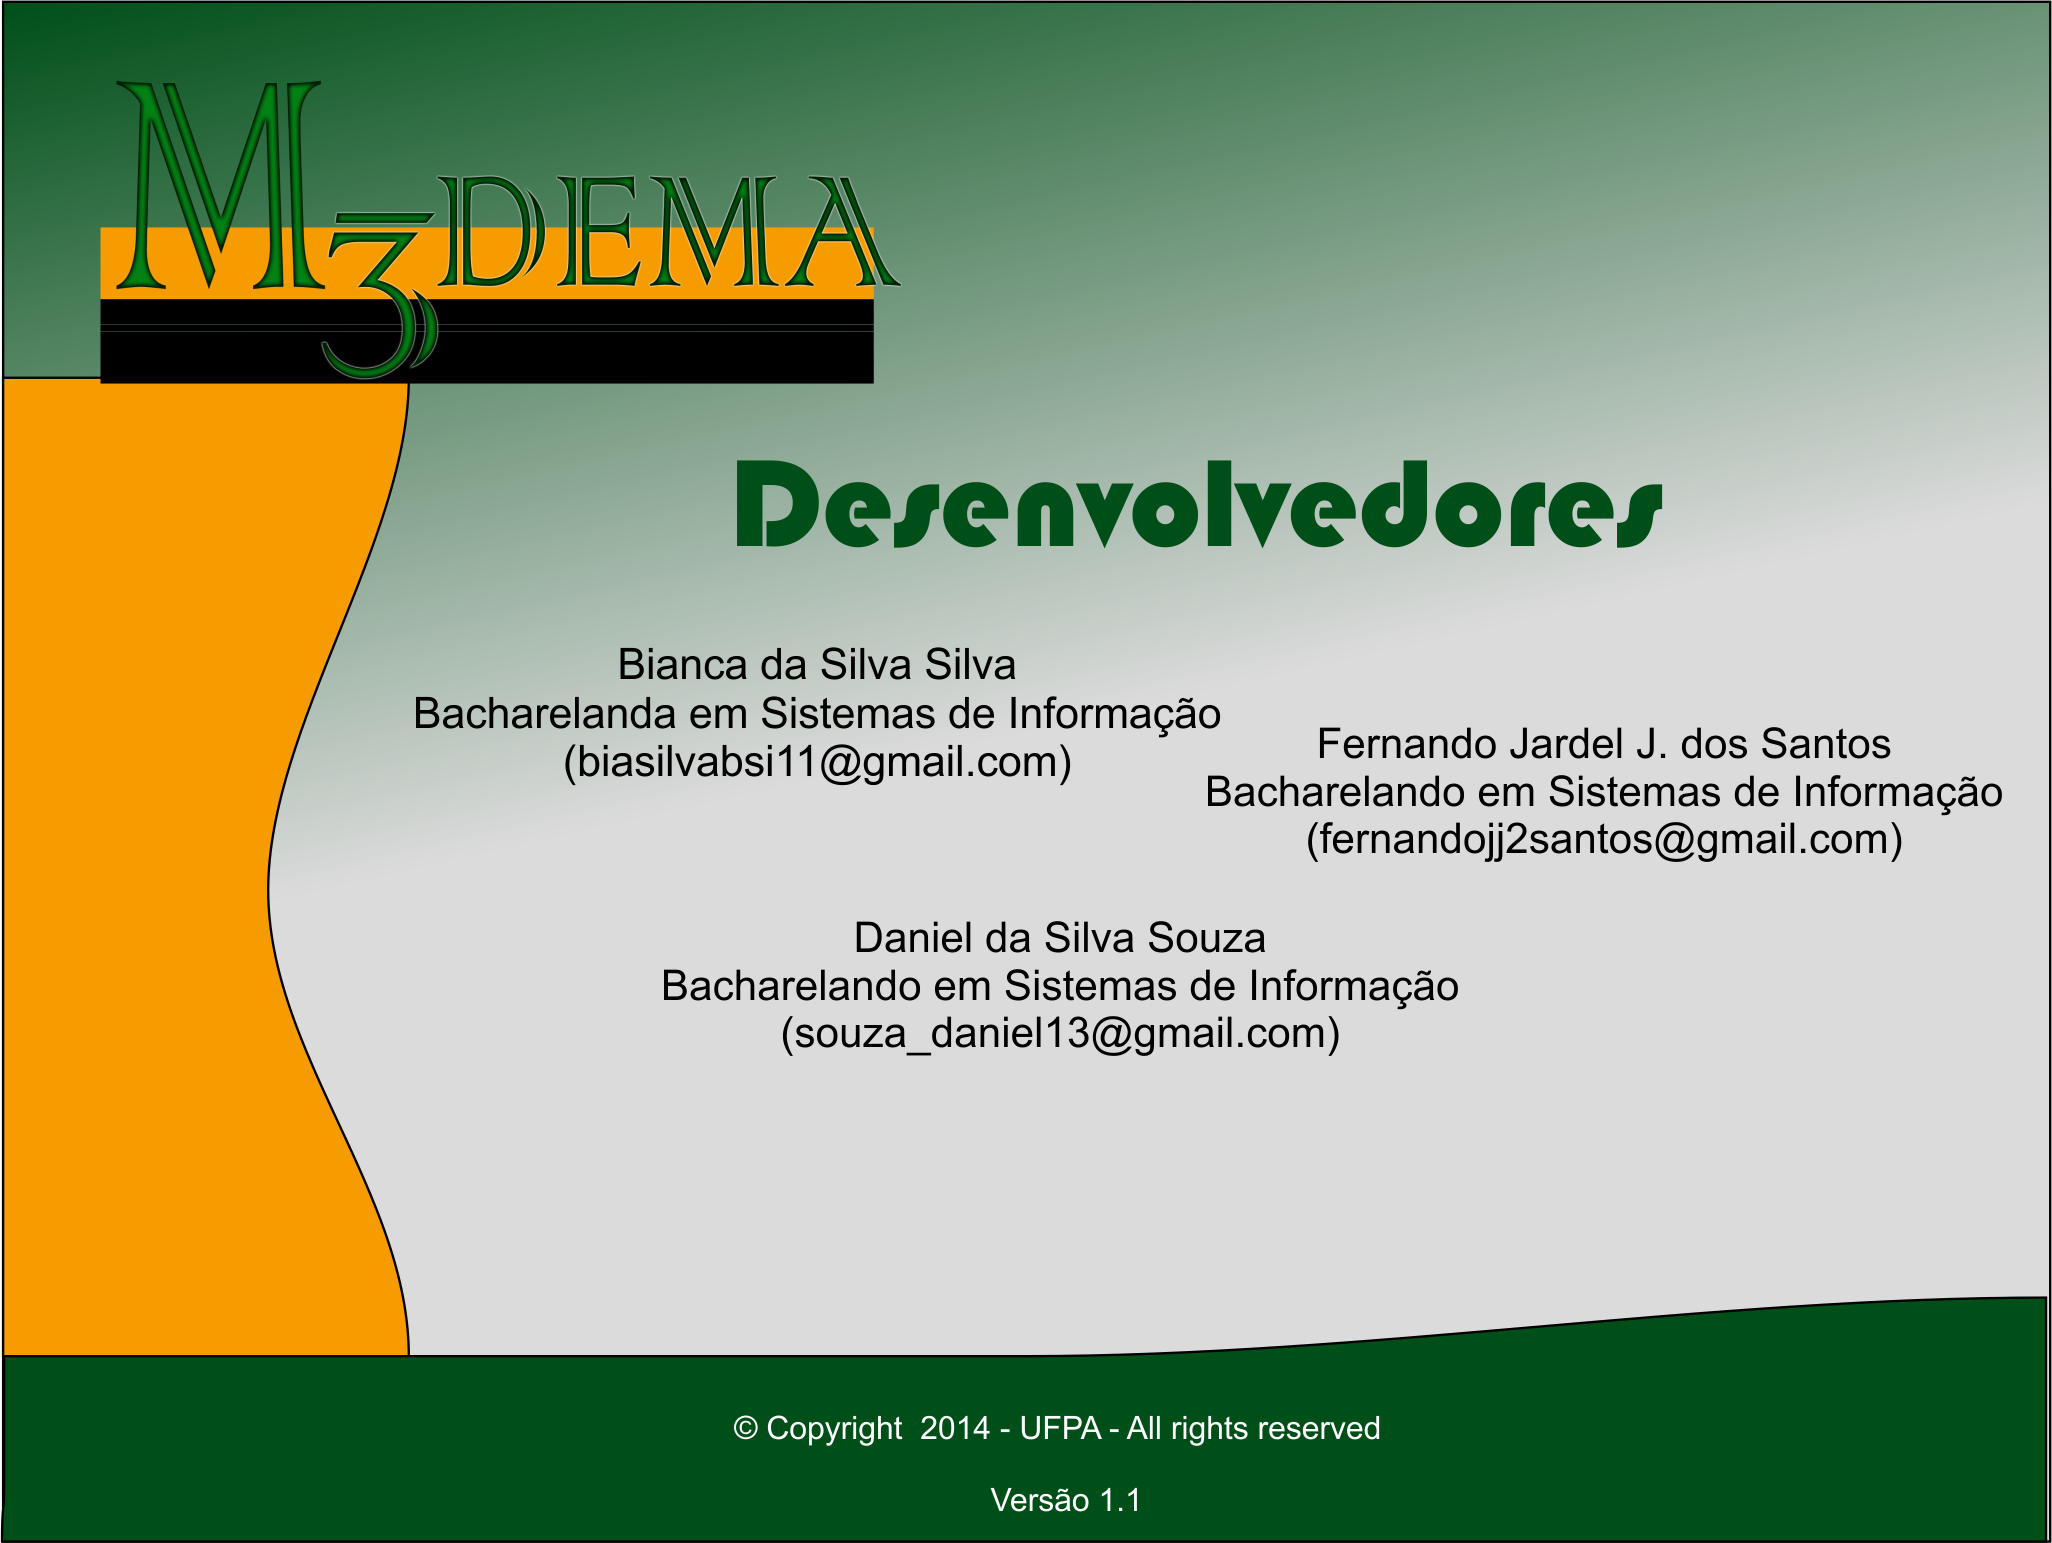 M3DEMA
Desenvolvedores
Bianca da Silva Silva
Bacharelanda em Sistemas de Informação
(biasilvabsi11@gmail.com)
Fernando Jardel J. dos Santos
Bacharelando em Sistemas de Informação
(fernandojj2santos@gmail.com)
Daniel da Silva Souza
Bacharelando em Sistemas de Informação
(souza_daniel13@gmail.com)
© Copyright  2014 - UFPA - All rights reserved
Versão 1.1